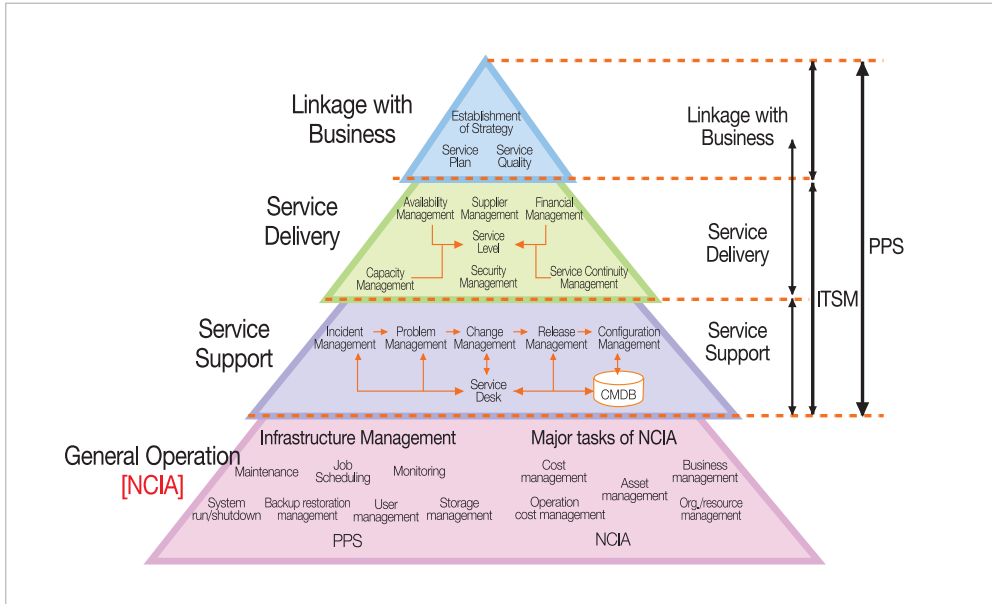 Linkage with
Business
Establishment
of Strategy
Service
Plan
Service
Quality
Linkage with
Business
Service
Delivery
Availability
Management
Supplier
Management
Financial
Management
Service
Level
Capacity
Management
Security
Management
Service Continuity
Management
Service
Delivery
PPS
ITSM
Service
Support
Incident
Management
Problem
Management
Change
Management
Release
Management
Configuration
Management
Service
Desk
CMDB
Service
Support
General Operation
[NCIA]
Infrastructure Management
Major tasks of NCIA
Maintenance
Job
Scheduling
Monitoring
Cost
management
Asset
management
Business
management
System
run/shutdown
Backup restoration
management
User
management
Storage
management
Operation
cost management
Org./resource
management
PPS
NCIA